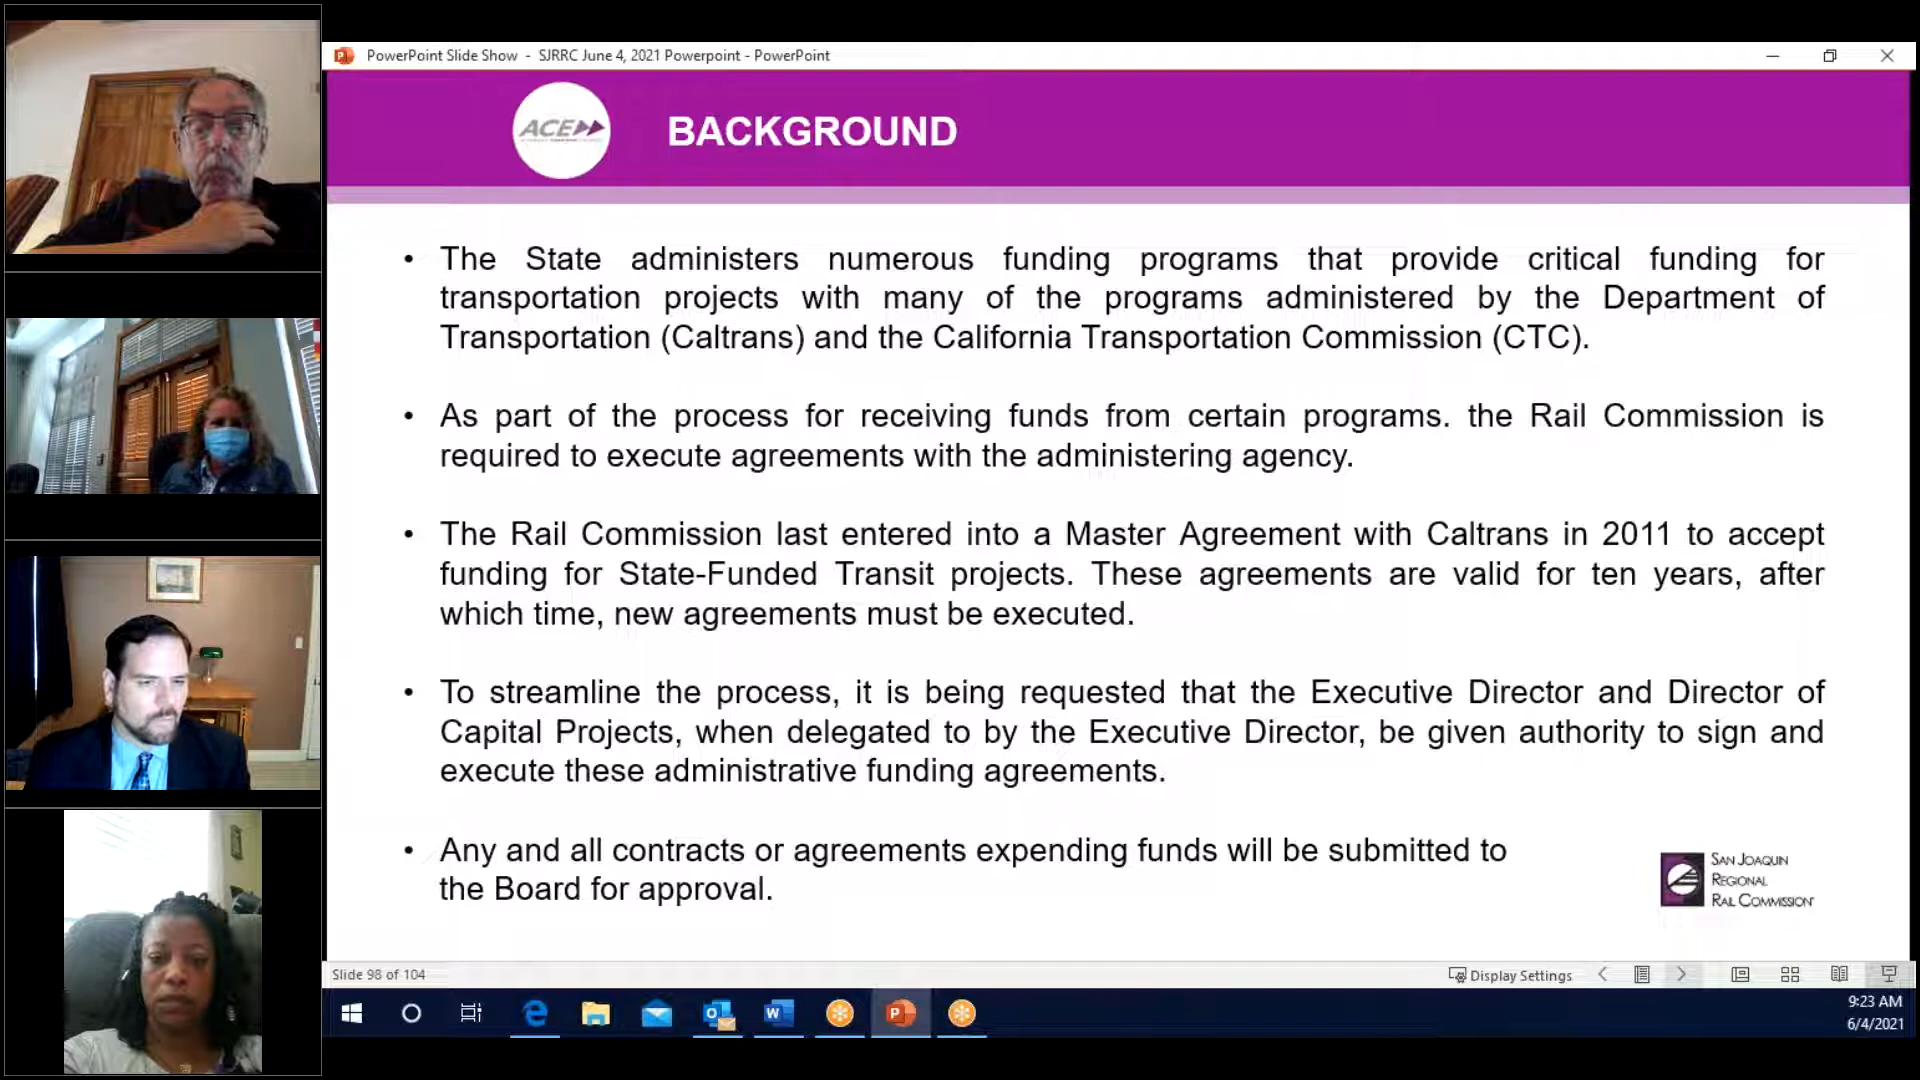 PowerPoint Slide Show - SJRRC June 4, 2021 Powerpoint - PowerPoint
ACE
BACKGROUND
• The State administers numerous funding programs that provide critical funding for
transportation projects with many of the programs administered by the Department of
Transportation (Caltrans) and the California Transportation Commission (CTC).
• As part of the process for receiving funds from certain programs. the Rail Commission is
required to execute agreements with the administering agency.
• The Rail Commission last entered into a Master Agreement with Caltrans in 2011 to accept
funding for State-Funded Transit projects. These agreements are valid for ten years, after
which time, new agreements must be executed.
• To streamline the process, it is being requested that the Executive Director and Director of
Capital Projects, when delegated to by the Executive Director, be given authority to sign and
execute these administrative funding agreements.
• Any and all contracts or agreements expending funds will be submitted to
the Board for approval.
SAN JOAQUIN
REGIONAL
RAIL COMMISSION
Slide 98 of 104
Display Settings
9:23 AM
6/4/2021